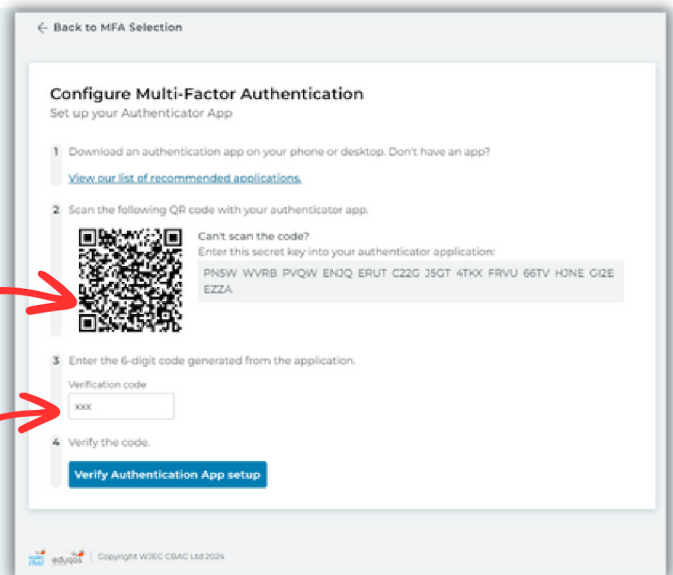 ← Back to MFA Selection
Configure Multi-Factor Authentication
Set up your Authenticator App
1 Download an authentication app on your phone or desktop. Don't have an app?
View our list of recommended applications.
2 Scan the following QR code with your authenticator app.
Can't scan the code?
Enter this secret key into your authenticator application:
PN5W WVRB PVQW ENJQ ERUT C22G J5GT 4TKX FRVU 66TV HJNE GI2E
EZZA
3 Enter the 6-digit code generated from the application.
Verification code
xxx
4 Verify the code.
Verify Authentication App setup
eduqas | Copyright WJEC CBAC Ltd 2024